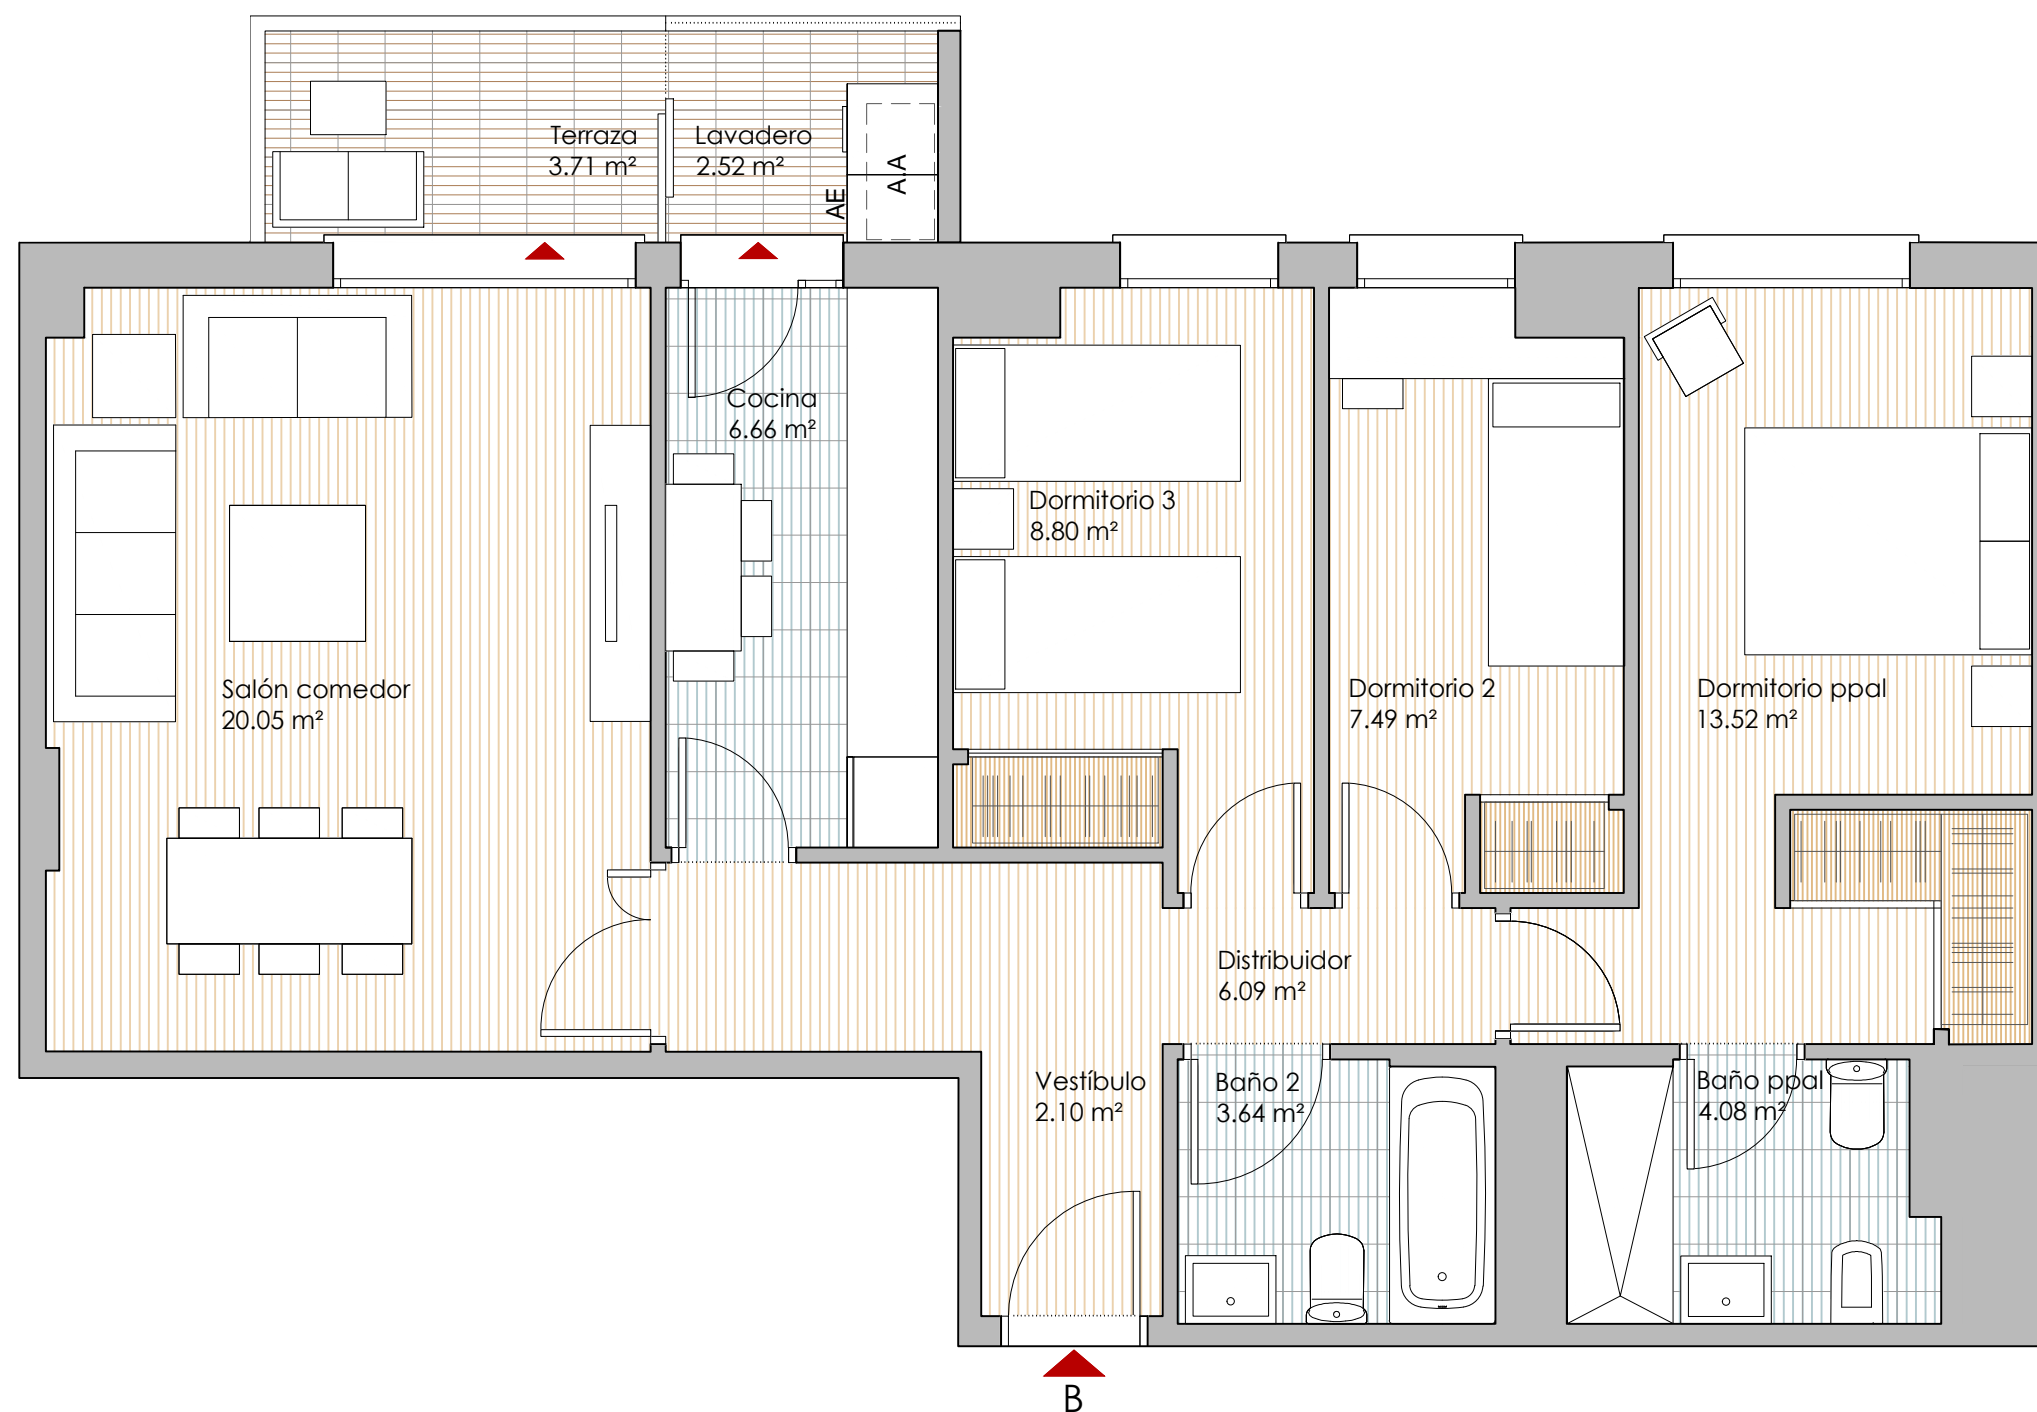 Terraza
3.71 m²
Lavadero
2.52 m²
AE
A.A
Cocina
6.66 m²
Dormitorio 3
8.80 m²
Salón comedor
20.05 m²
Dormitorio 2
7.49 m²
Dormitorio ppal
13.52 m²
Distribuidor
6.09 m²
Vestíbulo
2.10 m²
Baño 2
3.64 m²
Baño ppal
4.08 m²
B